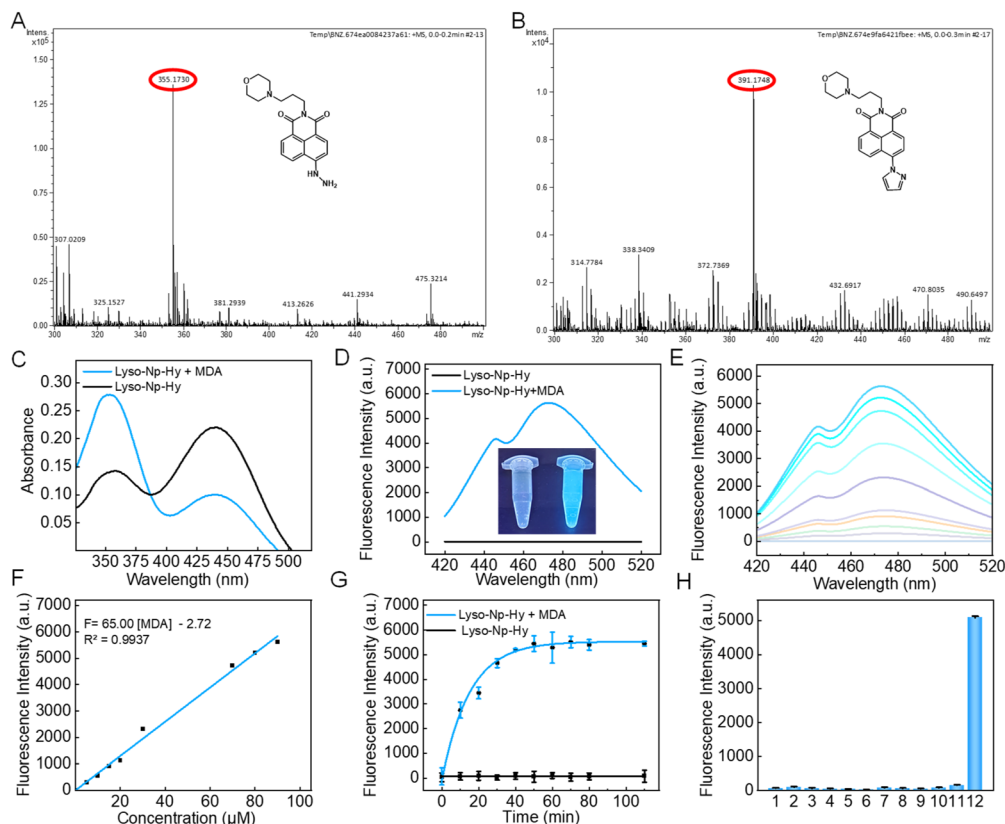 A
Intens.
x10⁵
Temp\BNZ.674ea0084237a61: +MS, 0.0-0.2min #2-13
1.50
1.25
1.00
0.75
0.50
0.25
0.00
355.1730
307.0209
325.1527
381.2939
413.2626
441.2934
475.3214
O
N
O N O
HN
NH₂
300 320 340 360 380 400 420 440 460 480 m/z
B
Intens.
x10⁴
Temp\BNZ.674e9fa6421fbee: +MS, 0.0-0.3min #2-17
1.0
0.8
0.6
0.4
0.2
0.0
391.1748
314.7784
338.3409
372.7369
432.6917
470.8035
490.6497
O
N
O N O
N N
300 320 340 360 380 400 420 440 460 480 m/z
C
Lyso-Np-Hy + MDA
Lyso-Np-Hy
Absorbance
0.30
0.25
0.20
0.15
0.10
0.05
350 375 400 425 450 475 500
Wavelength (nm)
D
Lyso-Np-Hy
Lyso-Np-Hy+MDA
Fluorescence Intensity (a.u.)
7000
6000
5000
4000
3000
2000
1000
0
420 440 460 480 500 520
Wavelength (nm)
E
Fluorescence Intensity (a.u.)
6000
5000
4000
3000
2000
1000
0
420 440 460 480 500 520
Wavelength (nm)
F
F= 65.00 [MDA] - 2.72
R² = 0.9937
Fluorescence Intensity (a.u.)
7000
6000
5000
4000
3000
2000
1000
0
20 40 60 80 100
Concentration (µM)
G
Lyso-Np-Hy + MDA
Lyso-Np-Hy
Fluorescence Intensity (a.u.)
7000
6000
5000
4000
3000
2000
1000
0
0 20 40 60 80 100
Time (min)
H
Fluorescence Intensity (a.u.)
5000
4000
3000
2000
1000
0
1 2 3 4 5 6 7 8 9 10 11 12